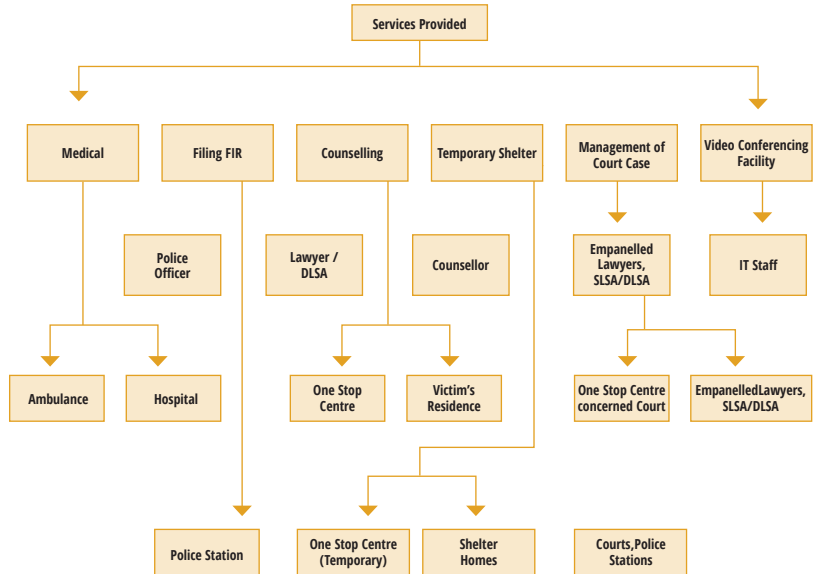 Services Provided
Medical
Filing FIR
Counselling
Temporary Shelter
Management of
Court Case
Video Conferencing
Facility
Police
Officer
Lawyer /
DLSA
Counsellor
Empanelled
Lawyers,
SLSA/DLSA
IT Staff
Ambulance
Hospital
One Stop
Centre
Victim's
Residence
One Stop Centre
concerned Court
EmpanelledLawyers,
SLSA/DLSA
Police Station
One Stop Centre
(Temporary)
Shelter
Homes
Courts,Police
Stations